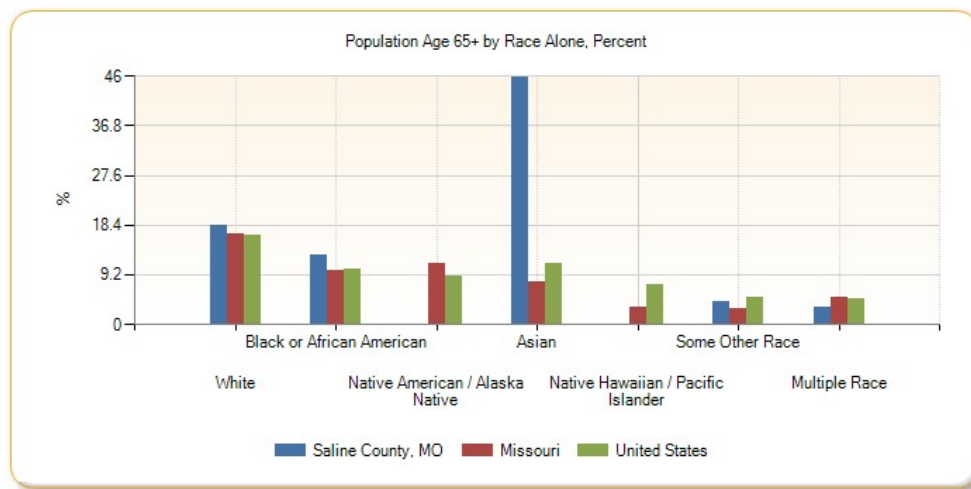 Population Age 65+ by Race Alone, Percent
46
36.8
27.6
18.4
9.2
0
%
Black or African American
Asian
Some Other Race
White
Native American / Alaska
Native
Native Hawaiian / Pacific
Islander
Multiple Race
Saline County, MO
Missouri
United States